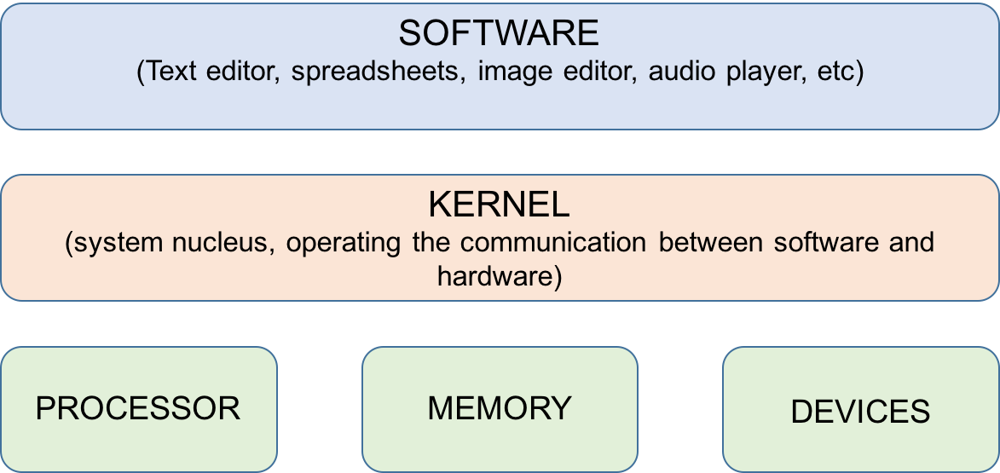 SOFTWARE
(Text editor, spreadsheets, image editor, audio player, etc)
KERNEL
(system nucleus, operating the communication between software and
hardware)
PROCESSOR
MEMORY
DEVICES